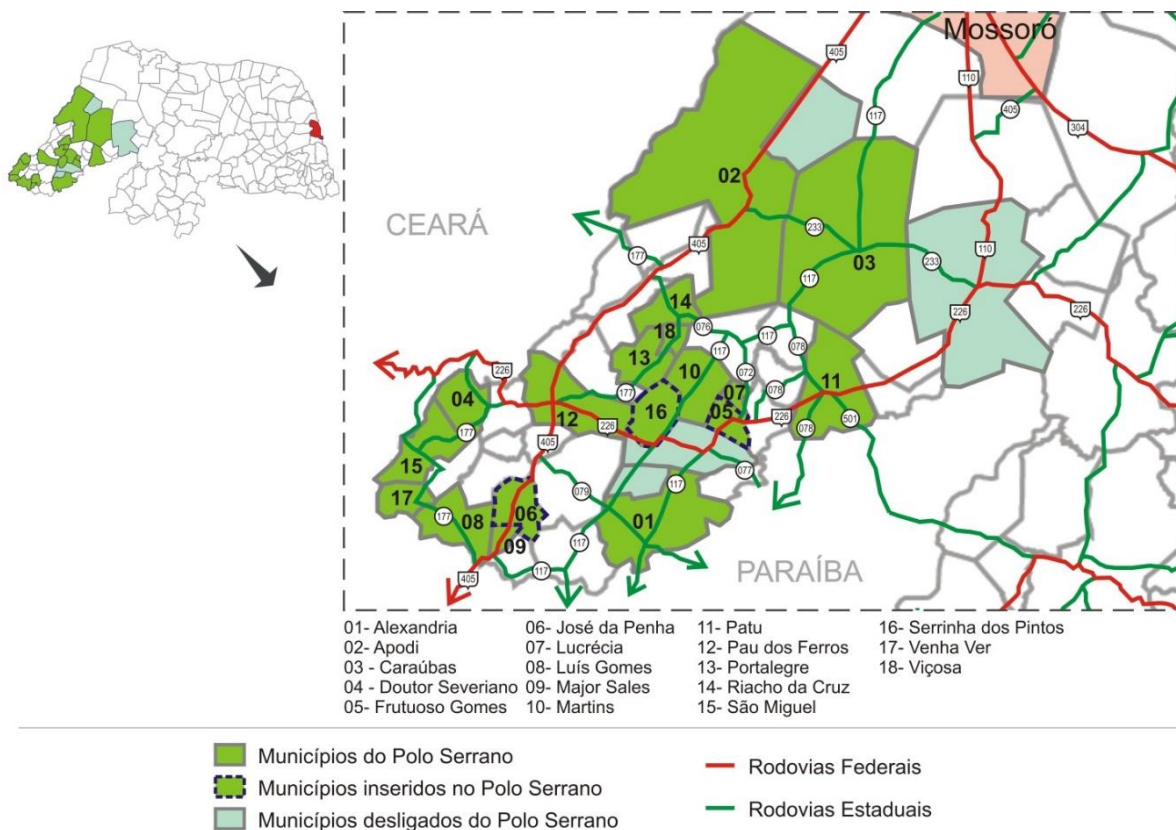 Mossoró
405
117
110
405
304
02
CEARÁ
405
177
233
117
03
233
110
226
226
14
18
076
117
117
078
13
10
072
11
177
07
078
226
04
12
16
05
226
226
078
501
177
405
15
077
17
079
117
06
01
177
08
09
117
117
405
PARAÍBA
01- Alexandria
02- Apodi
03 - Caraúbas
04 - Doutor Severiano
05- Frutuoso Gomes
06- José da Penha
07- Lucrécia
08- Luís Gomes
09- Major Sales
10- Martins
11- Patu
12- Pau dos Ferros
13- Portalegre
14- Riacho da Cruz
15- São Miguel
16- Serrinha dos Pintos
17- Venha Ver
18- Viçosa
Municípios do Polo Serrano
Municípios inseridos no Polo Serrano
Municípios desligados do Polo Serrano
Rodovias Federais
Rodovias Estaduais